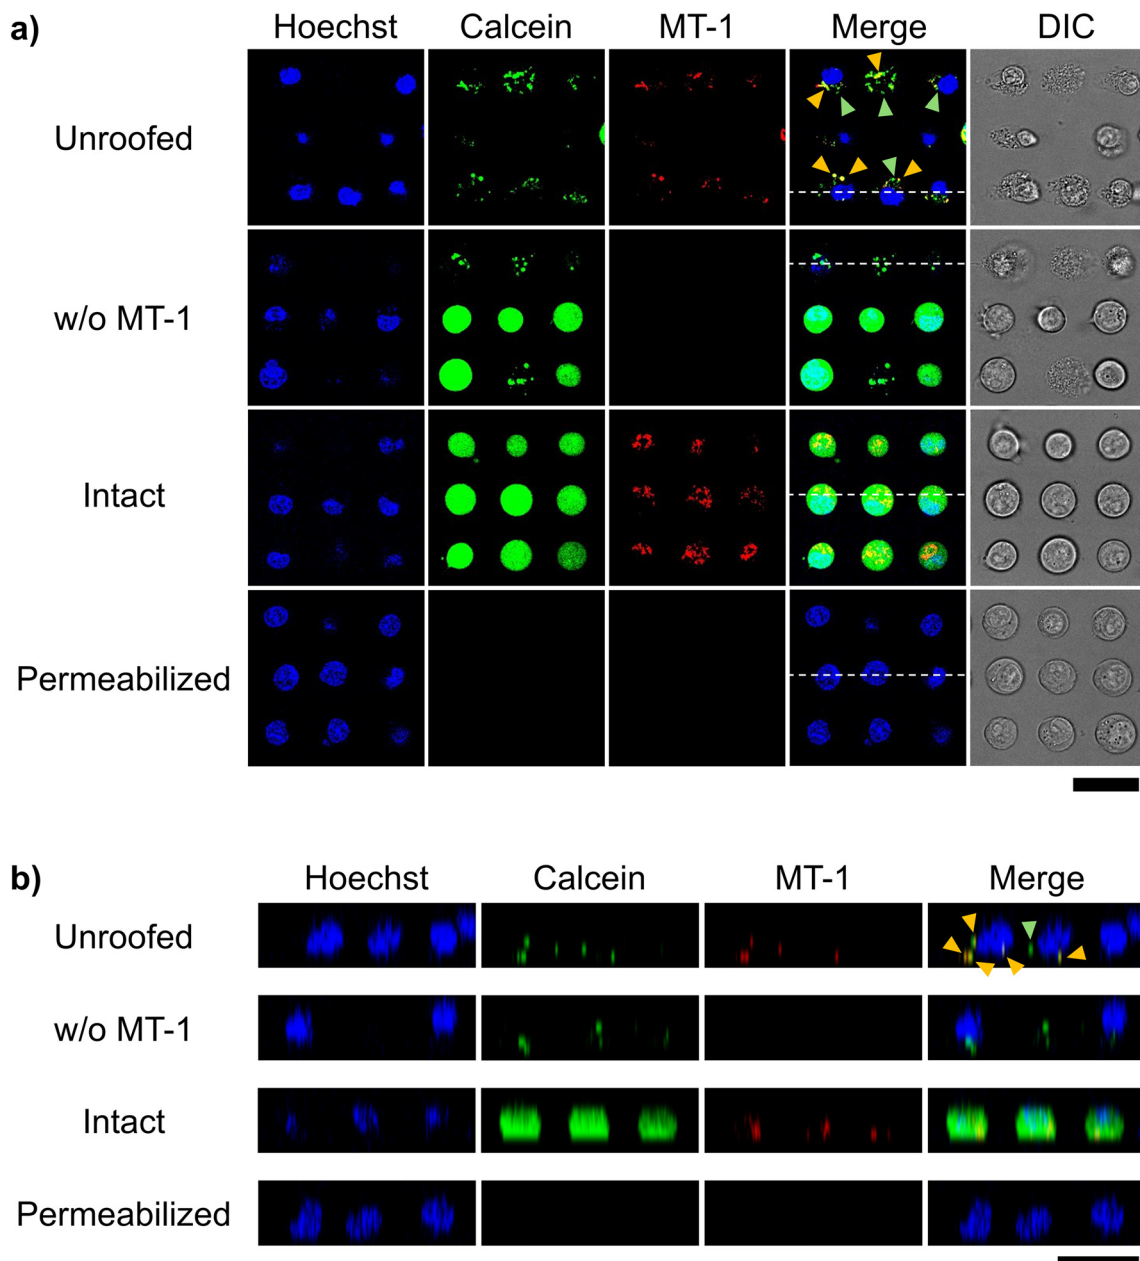 a)
Hoechst Calcein MT-1 Merge DIC
Unroofed
w/o MT-1
Intact
Permeabilized
b)
Hoechst Calcein MT-1 Merge
Unroofed
w/o MT-1
Intact
Permeabilized